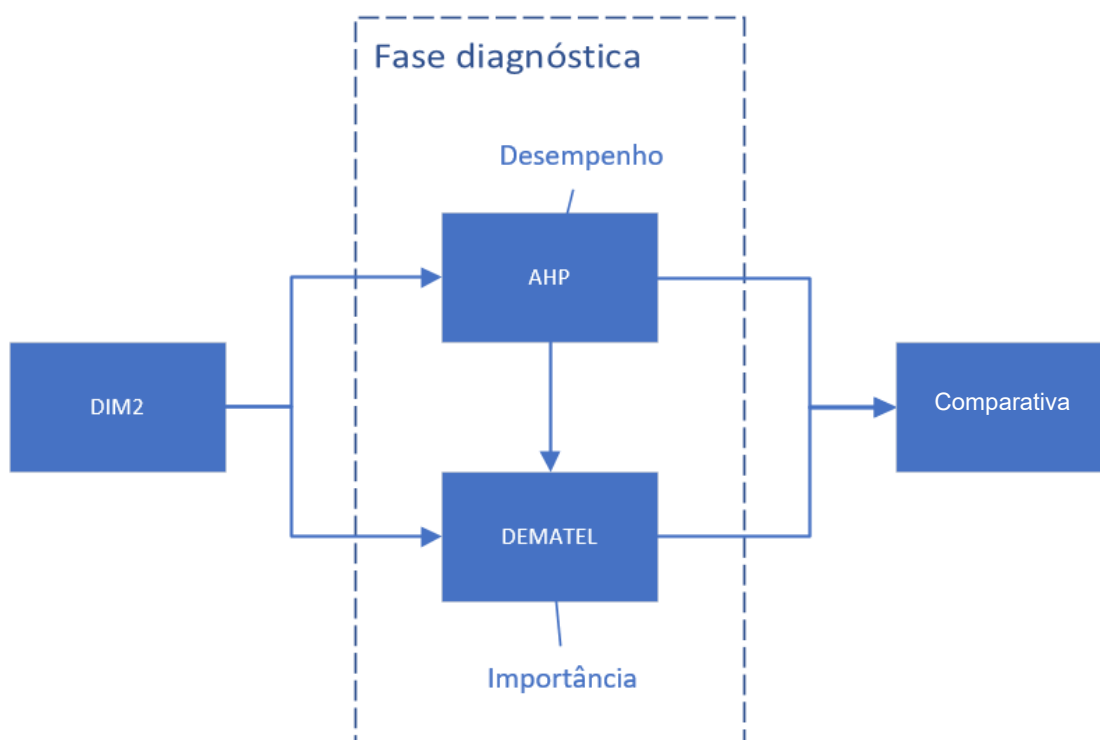 Fase diagnóstica
Desempenho
AHP
DIM2
Comparativa
DEMATEL
Importância